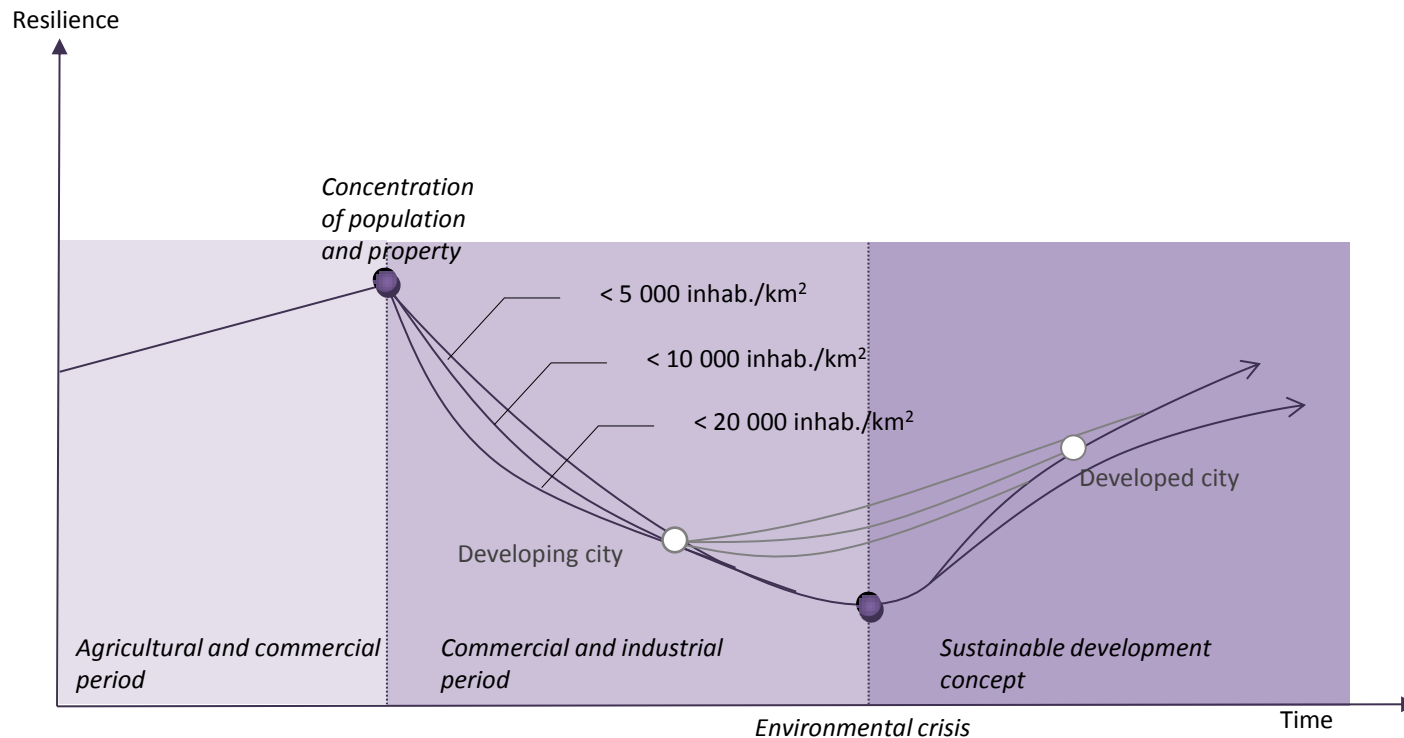 Resilience
Concentration
of population
and property
< 5 000 inhab./km²
< 10 000 inhab./km²
< 20 000 inhab./km²
Developed city
Developing city
Agricultural and commercial
period
Commercial and industrial
period
Sustainable development
concept
Environmental crisis
Time